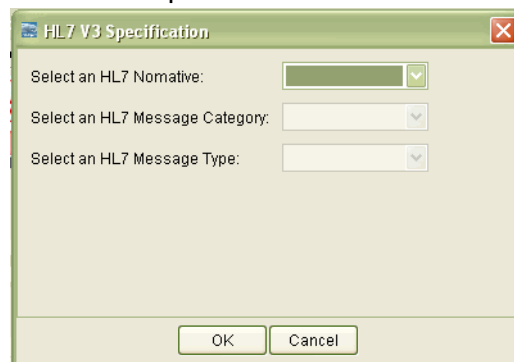 HL7 V3 Specification
Select an HL7 Nomative:
Select an HL7 Message Category:
Select an HL7 Message Type:
OK Cancel